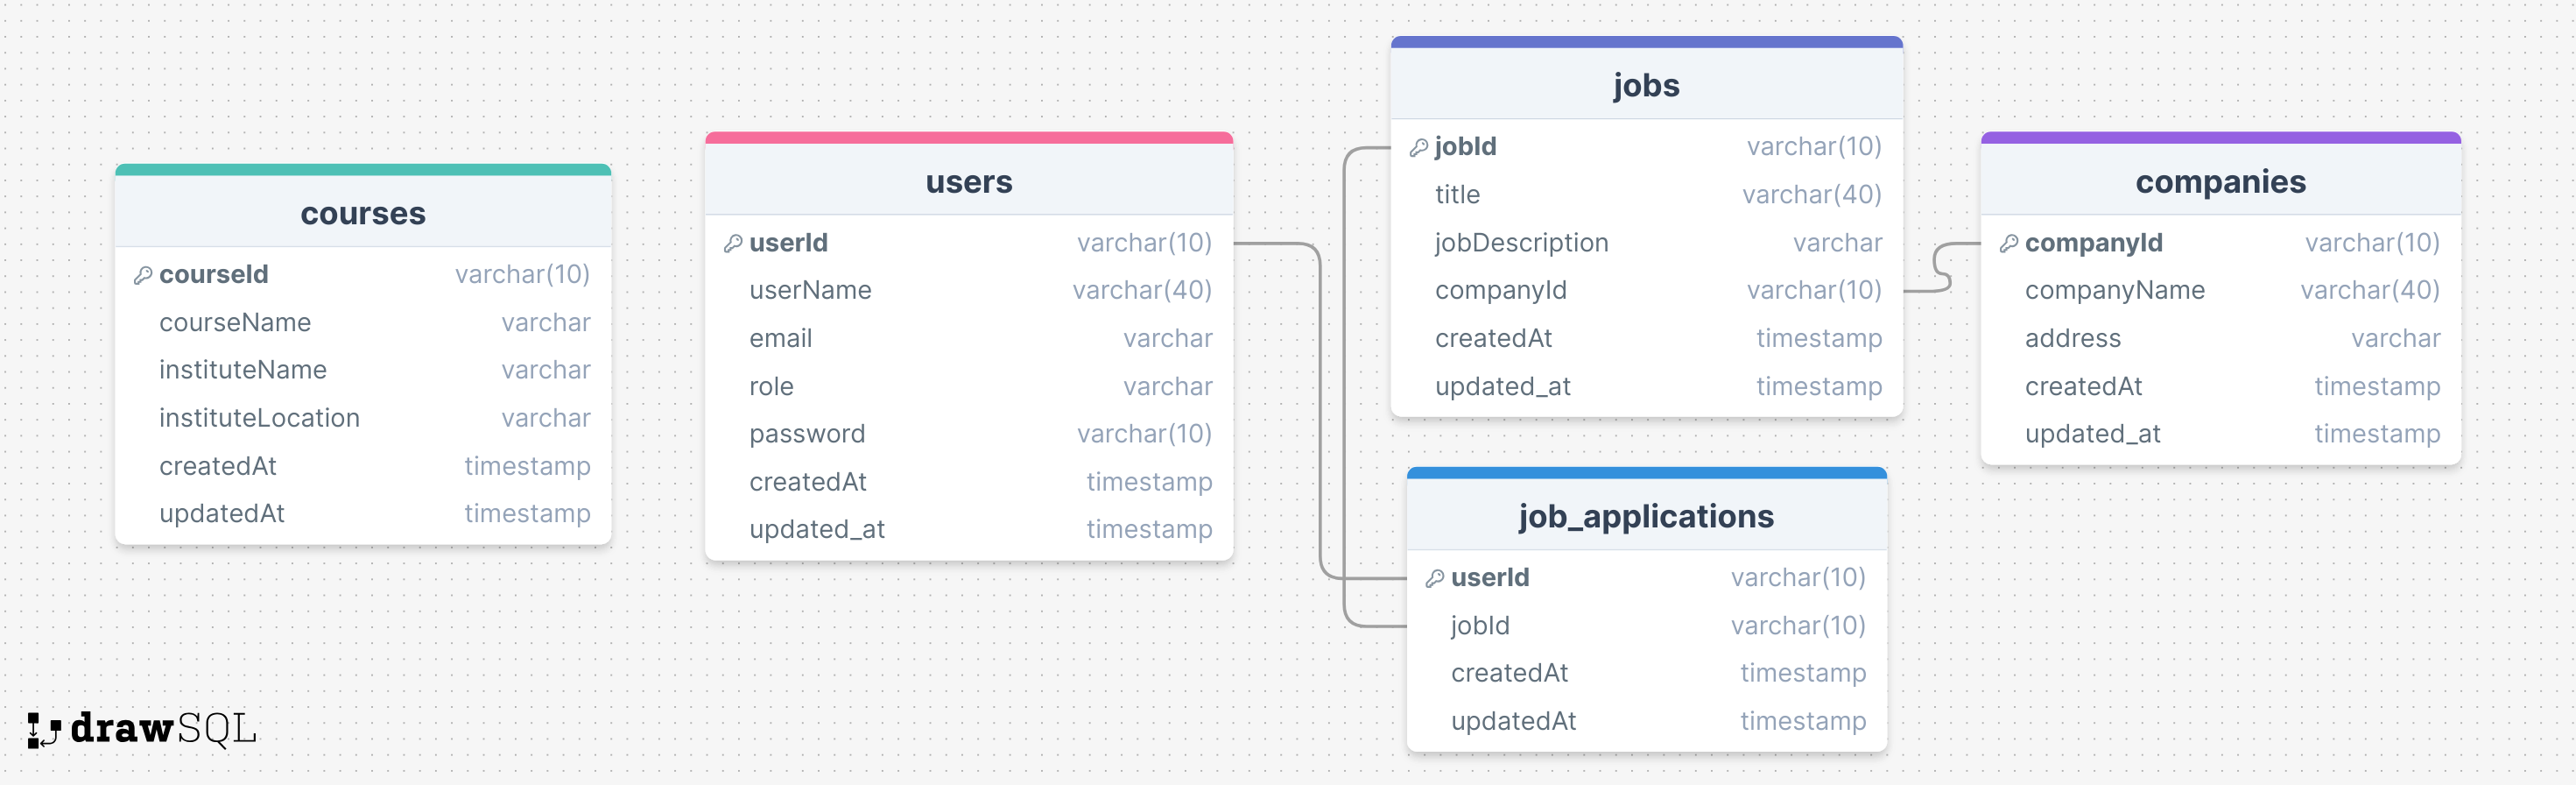 courses
courseId varchar(10)
courseName varchar
instituteName varchar
instituteLocation varchar
createdAt timestamp
updatedAt timestamp
users
userId varchar(10)
userName varchar(40)
email varchar
role varchar
password varchar(10)
createdAt timestamp
updated_at timestamp
jobs
jobId varchar(10)
title varchar(40)
jobDescription varchar
companyId varchar(10)
createdAt timestamp
updated_at timestamp
job_applications
userId varchar(10)
jobId varchar(10)
createdAt timestamp
updatedAt timestamp
companies
companyId varchar(10)
companyName varchar(40)
address varchar
createdAt timestamp
updated_at timestamp
drawSQL